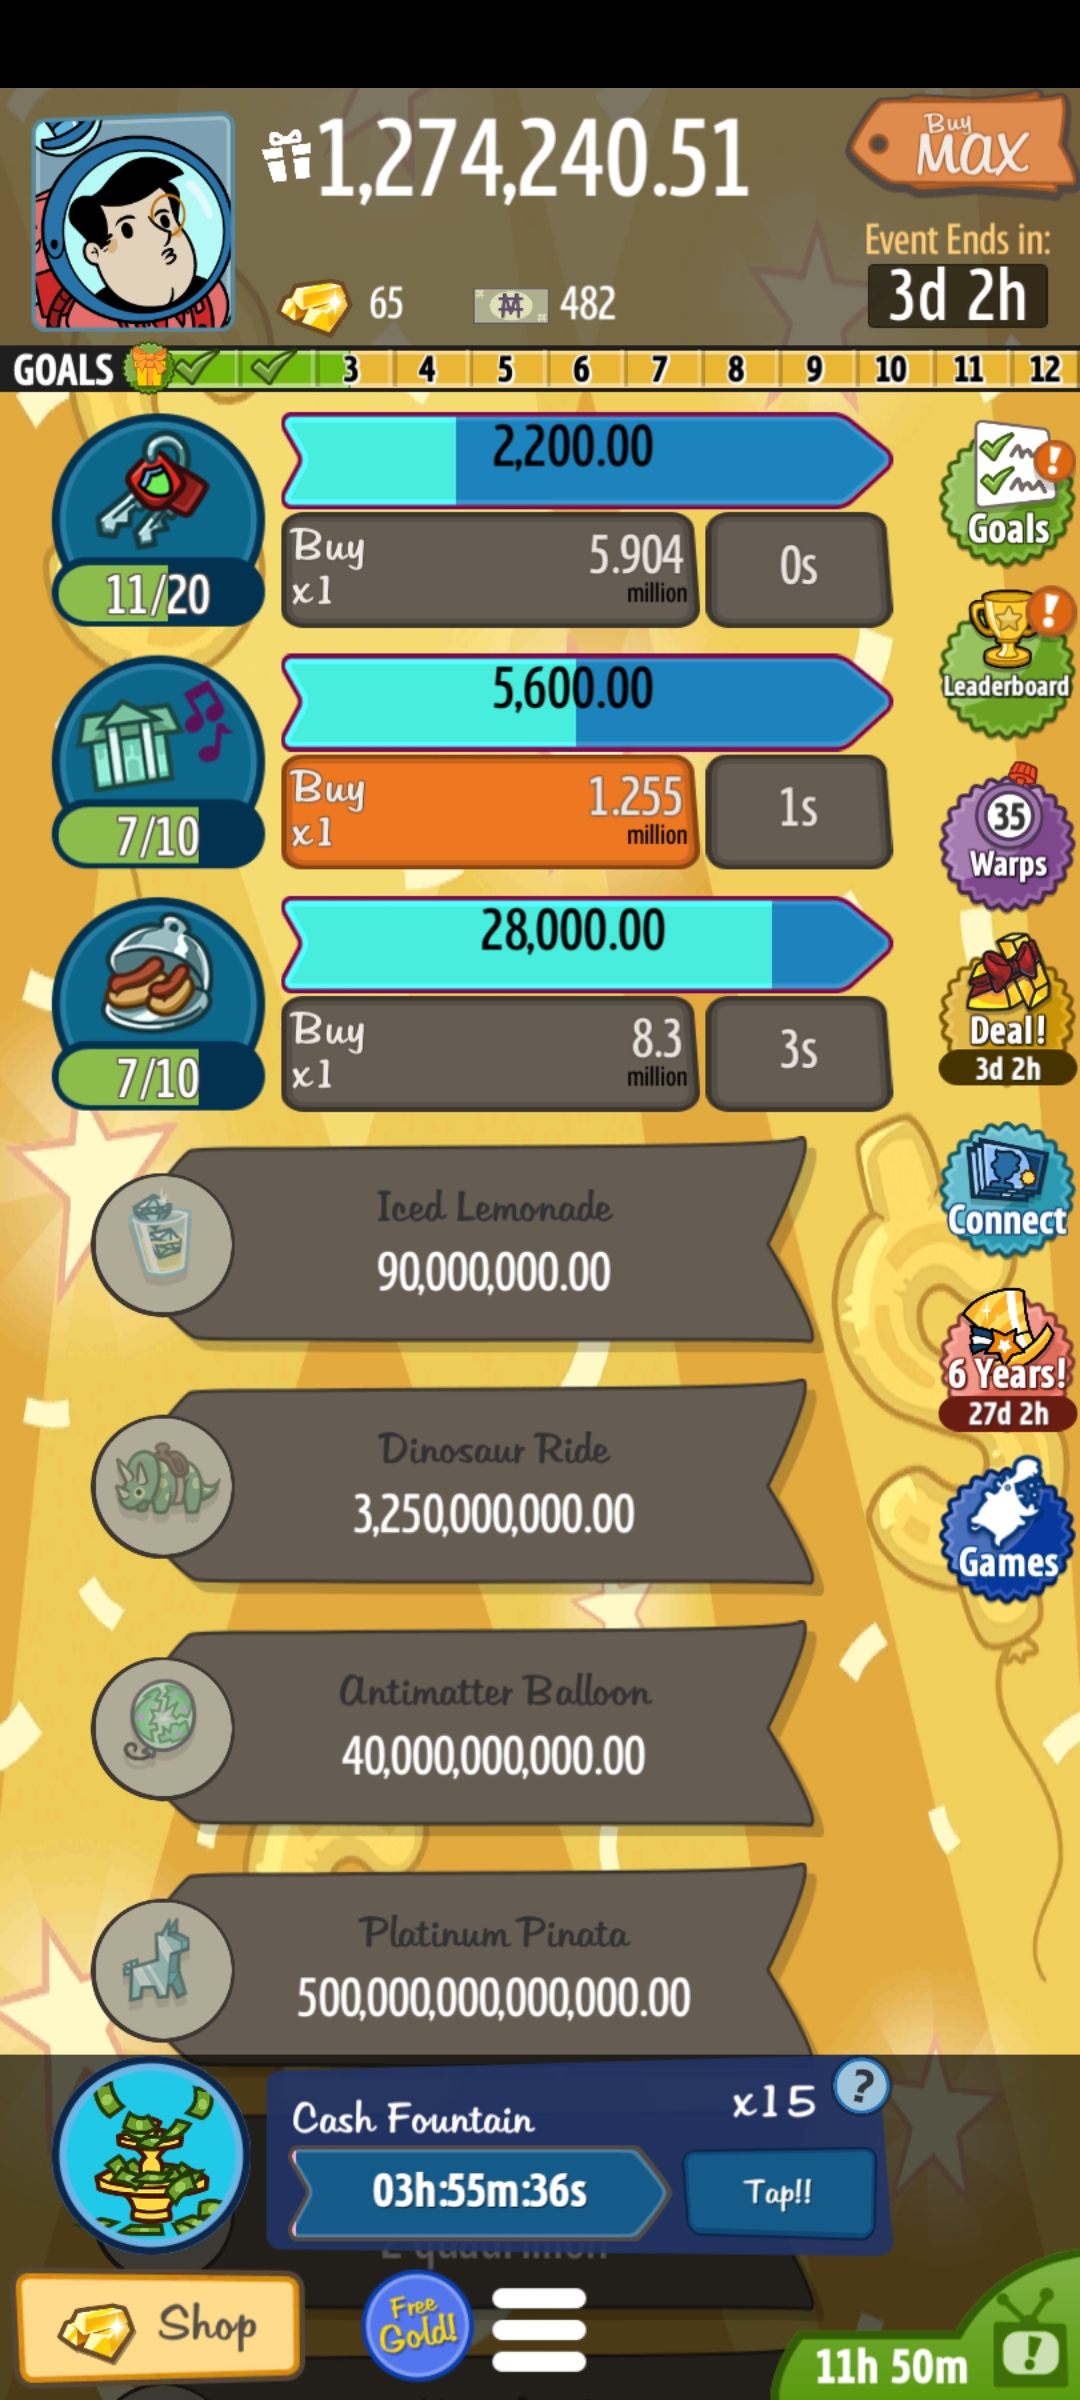 1,274,240.51
Buy
MAX
Event Ends in:
3d 2h
65
482
GOALS 3 4 5 6 7 8 9 10 11 12
2,200.00
11/20
Buy
x1
5.904
million
0s
Goals
5,600.00
7/10
Buy
x1
1.255
million
1s
Leaderboard
35
Warps
28,000.00
7/10
Buy
x1
8.3
million
3s
Deal!
3d 2h
Iced Lemonade
90,000,000.00
Connect
Dinosaur Ride
3,250,000,000.00
6 Years!
27d 2h
Games
Antimatter Balloon
40,000,000,000.00
Platinum Pinata
500,000,000,000,000.00
Cash Fountain
x15
?
03h:55m:36s
Tap!!
2 quadrillion
Shop
Free
Gold!
11h 50m